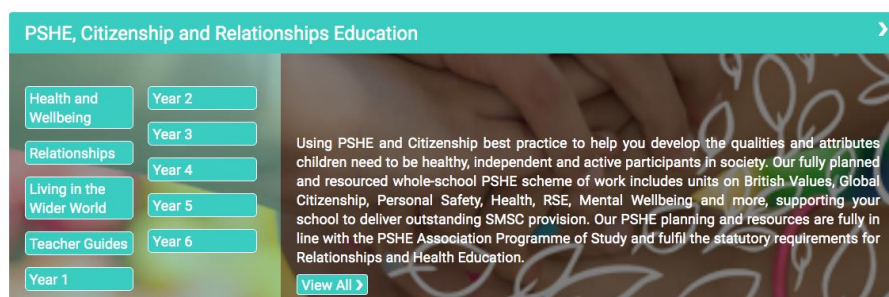 PSHE, Citizenship and Relationships Education
Health and
Wellbeing
Relationships
Living in the
Wider World
Teacher Guides
Year 1
Year 2
Year 3
Year 4
Year 5
Year 6
Using PSHE and Citizenship best practice to help you develop the qualities and attributes
children need to be healthy, independent and active participants in society. Our fully planned
and resourced whole-school PSHE scheme of work includes units on British Values, Global
Citizenship, Personal Safety, Health, RSE, Mental Wellbeing and more, supporting your
school to deliver outstanding SMSC provision. Our PSHE planning and resources are fully in
line with the PSHE Association Programme of Study and fulfil the statutory requirements for
Relationships and Health Education.
View All ❯